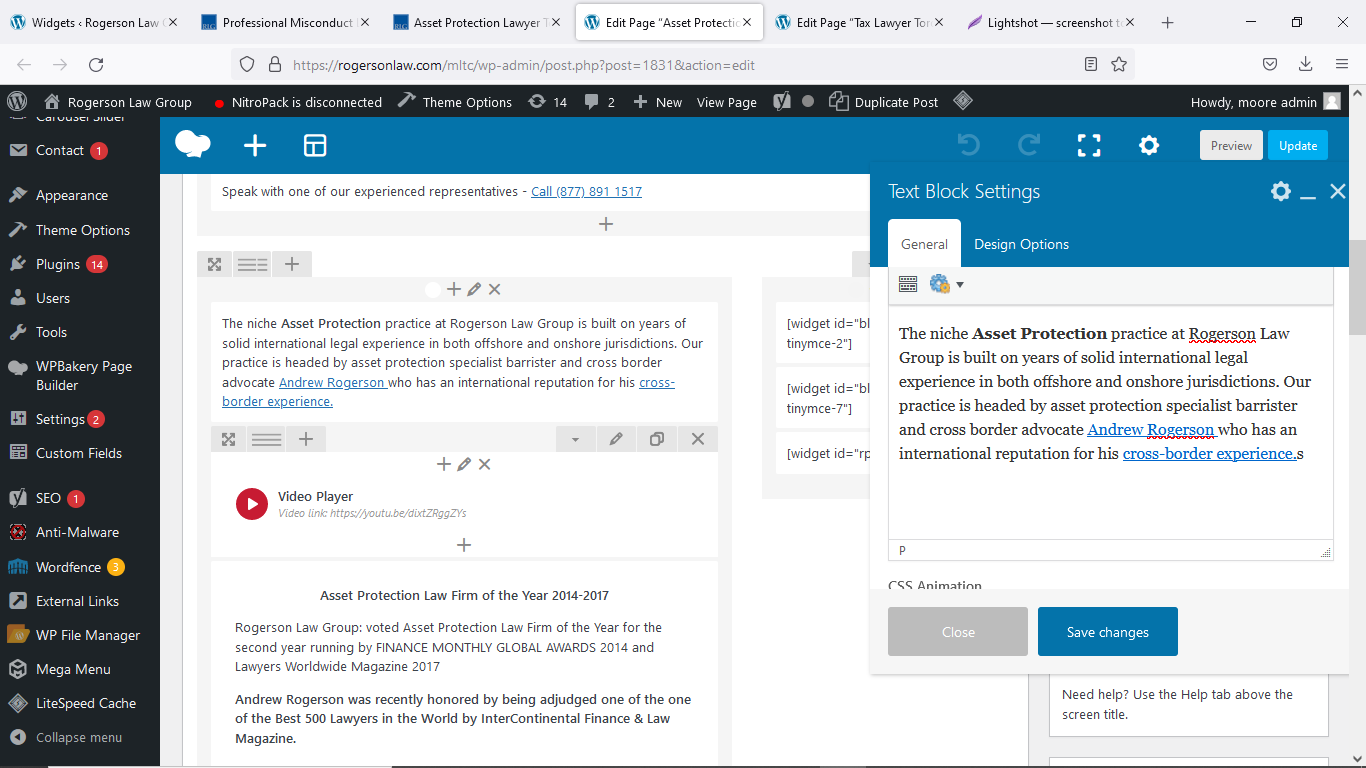 Widgets ‹ Rogerson Law G
Professional Misconduct
Asset Protection Lawyer T
Edit Page "Asset Protectio
Edit Page "Tax Lawyer Toro
Lightshot — screenshot to
https://rogersonlaw.com/mltc/wp-admin/post.php?post=1831&action=edit
Rogerson Law Group
NitroPack is disconnected
Theme Options
14
2
New
View Page
Duplicate Post
Howdy, moore admin
Carousel Slider
Contact 1
Appearance
Theme Options
Plugins 14
Users
Tools
WPBakery Page
Builder
Settings 2
Custom Fields
SEO 1
Anti-Malware
Wordfence 3
External Links
WP File Manager
Mega Menu
LiteSpeed Cache
Collapse menu
Preview
Update
Speak with one of our experienced representatives - Call (877) 891 1517
The niche Asset Protection practice at Rogerson Law Group is built on years of
solid international legal experience in both offshore and onshore jurisdictions. Our
practice is headed by asset protection specialist barrister and cross border
advocate Andrew Rogerson who has an international reputation for his cross-
border experience.
Video Player
Video link: https://youtu.be/dixtZRggZYs
Asset Protection Law Firm of the Year 2014-2017
Rogerson Law Group: voted Asset Protection Law Firm of the Year for the
second year running by FINANCE MONTHLY GLOBAL AWARDS 2014 and
Lawyers Worldwide Magazine 2017
Andrew Rogerson was recently honored by being adjudged one of the one
of the Best 500 Lawyers in the World by InterContinental Finance & Law
Magazine.
[widget id="bl
tinymce-2"]
[widget id="bl
tinymce-7"]
[widget id="rp
Text Block Settings
General
Design Options
The niche Asset Protection practice at Rogerson Law
Group is built on years of solid international legal
experience in both offshore and onshore jurisdictions. Our
practice is headed by asset protection specialist barrister
and cross border advocate Andrew Rogerson who has an
international reputation for his cross-border experience.s
P
CSS Animation
Close
Save changes
Need help? Use the Help tab above the
screen title.